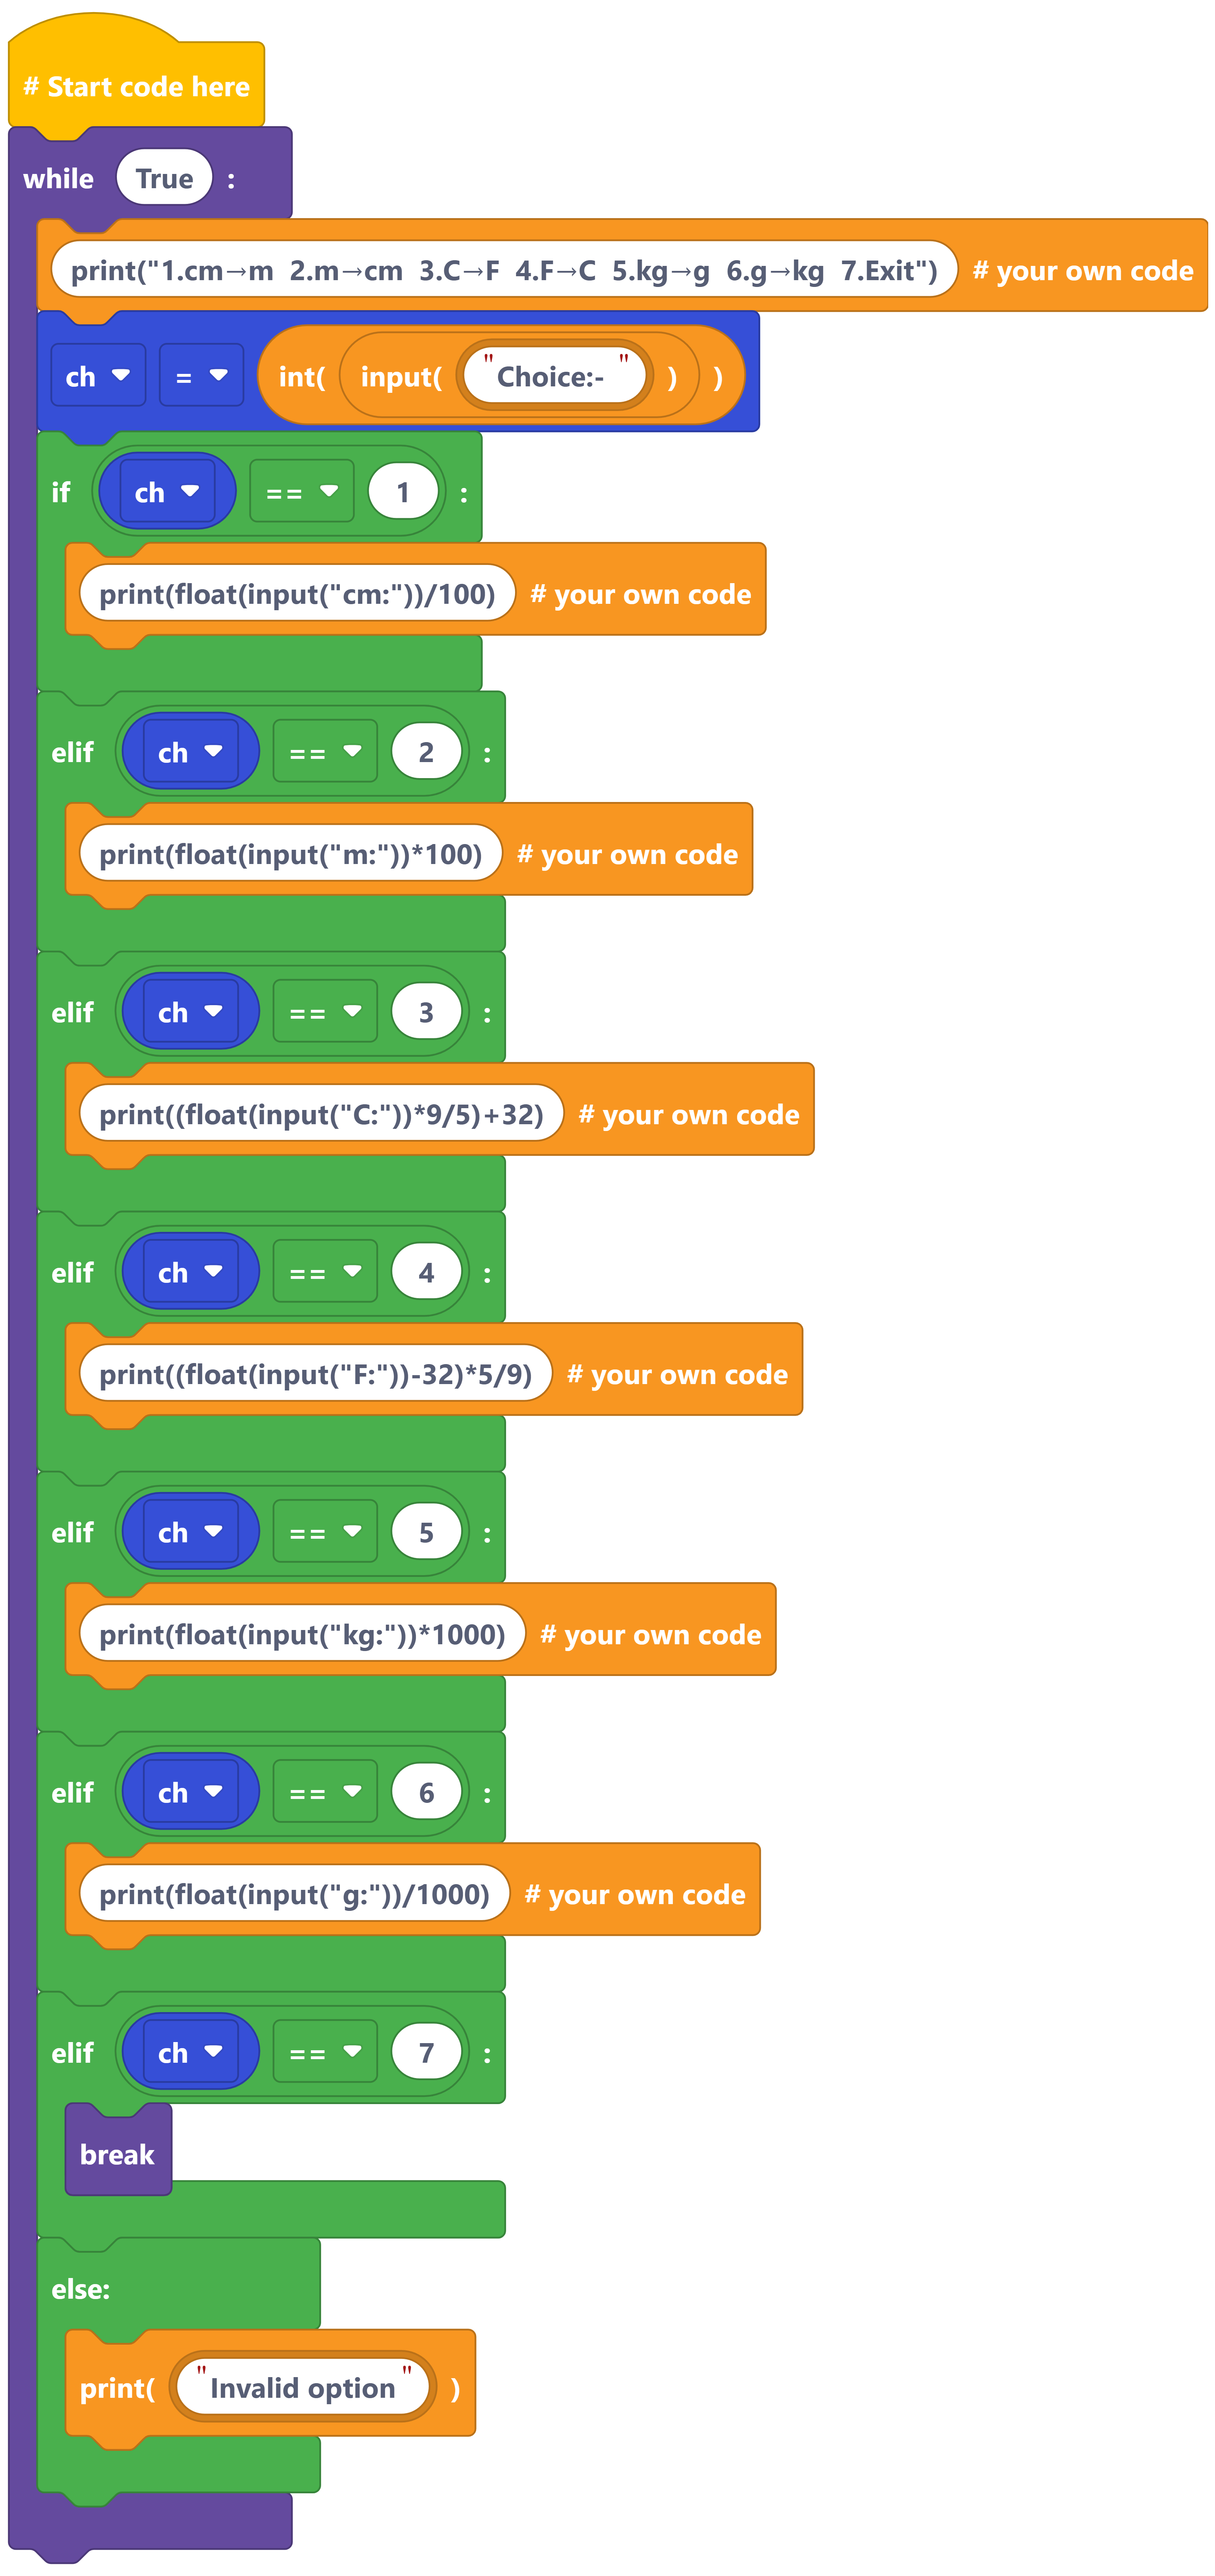 # Start code here
while True :
print("1.cm→m  2.m→cm  3.C→F  4.F→C  5.kg→g  6.g→kg  7.Exit") # your own code
ch = int( input( "Choice:- " ) )
if ch == 1 :
print(float(input("cm:"))/100) # your own code
elif ch == 2 :
print(float(input("m:"))*100) # your own code
elif ch == 3 :
print((float(input("C:"))*9/5)+32) # your own code
elif ch == 4 :
print((float(input("F:"))-32)*5/9) # your own code
elif ch == 5 :
print(float(input("kg:"))*1000) # your own code
elif ch == 6 :
print(float(input("g:"))/1000) # your own code
elif ch == 7 :
break
else:
print( "Invalid option" )